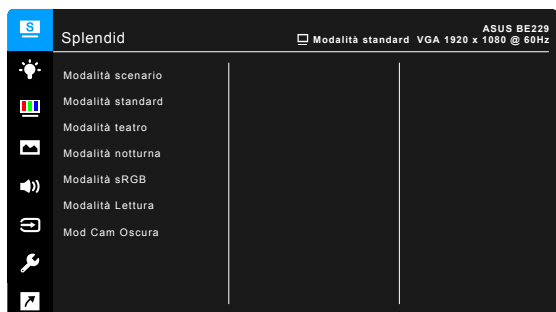 S
ASUS BE229
Splendid
Modalità standard VGA 1920 x 1080 @ 60Hz
Modalità scenario
Modalità standard
Modalità teatro
Modalità notturna
Modalità sRGB
Modalità Lettura
Mod Cam Oscura